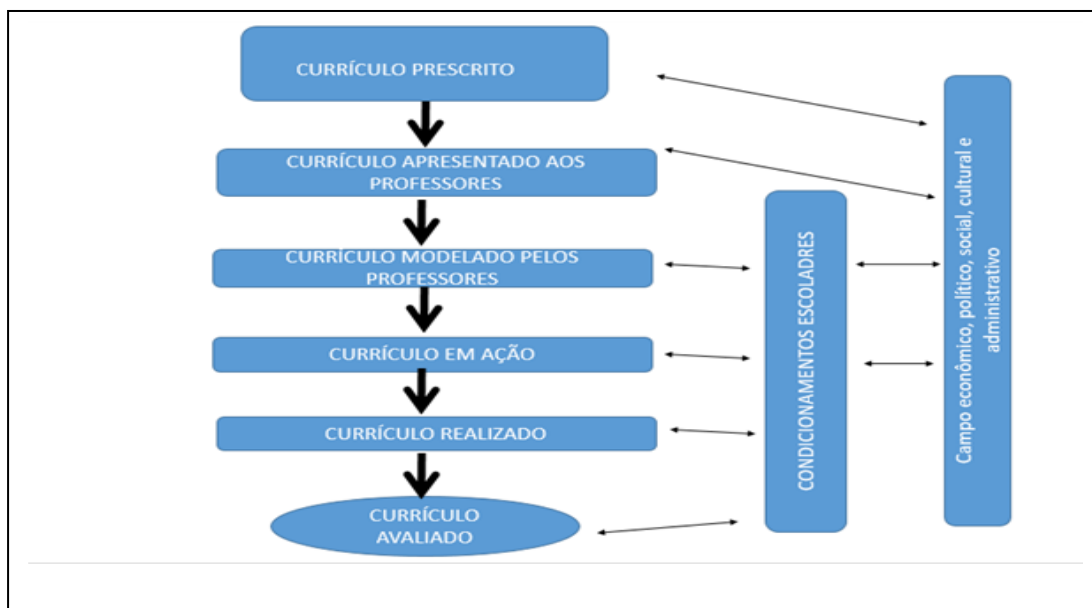 CURRÍCULO PRESCRITO
CURRÍCULO APRESENTADO AOS
PROFESSORES
CURRÍCULO MODELADO PELOS
PROFESSORES
CURRÍCULO EM AÇÃO
CURRÍCULO REALIZADO
CURRÍCULO
AVALIADO
CONDICIONAMENTOS ESCOLADRES
Campo econômico, político, social, cultural e
administrativo